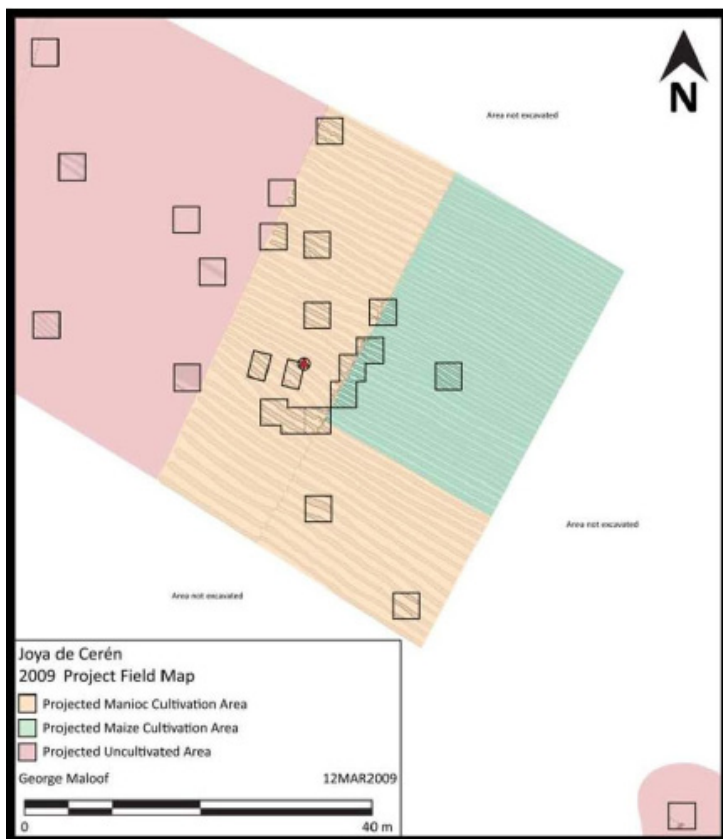 N
Area not excavated
Area not excavated
Area not excavated
Joya de Cerén
2009 Project Field Map
Projected Manioc Cultivation Area
Projected Maize Cultivation Area
Projected Uncultivated Area
George Maloof 12MAR2009
0 40 m